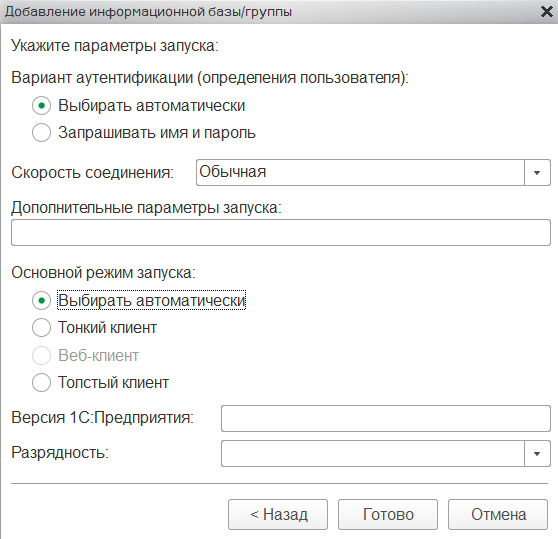 Добавление информационной базы/группы
Укажите параметры запуска:
Вариант аутентификации (определения пользователя):
Выбирать автоматически
Запрашивать имя и пароль
Скорость соединения: Обычная
Дополнительные параметры запуска:
Основной режим запуска:
Выбирать автоматически
Тонкий клиент
Веб-клиент
Толстый клиент
Версия 1С:Предприятия:
Разрядность:
< Назад Готово Отмена